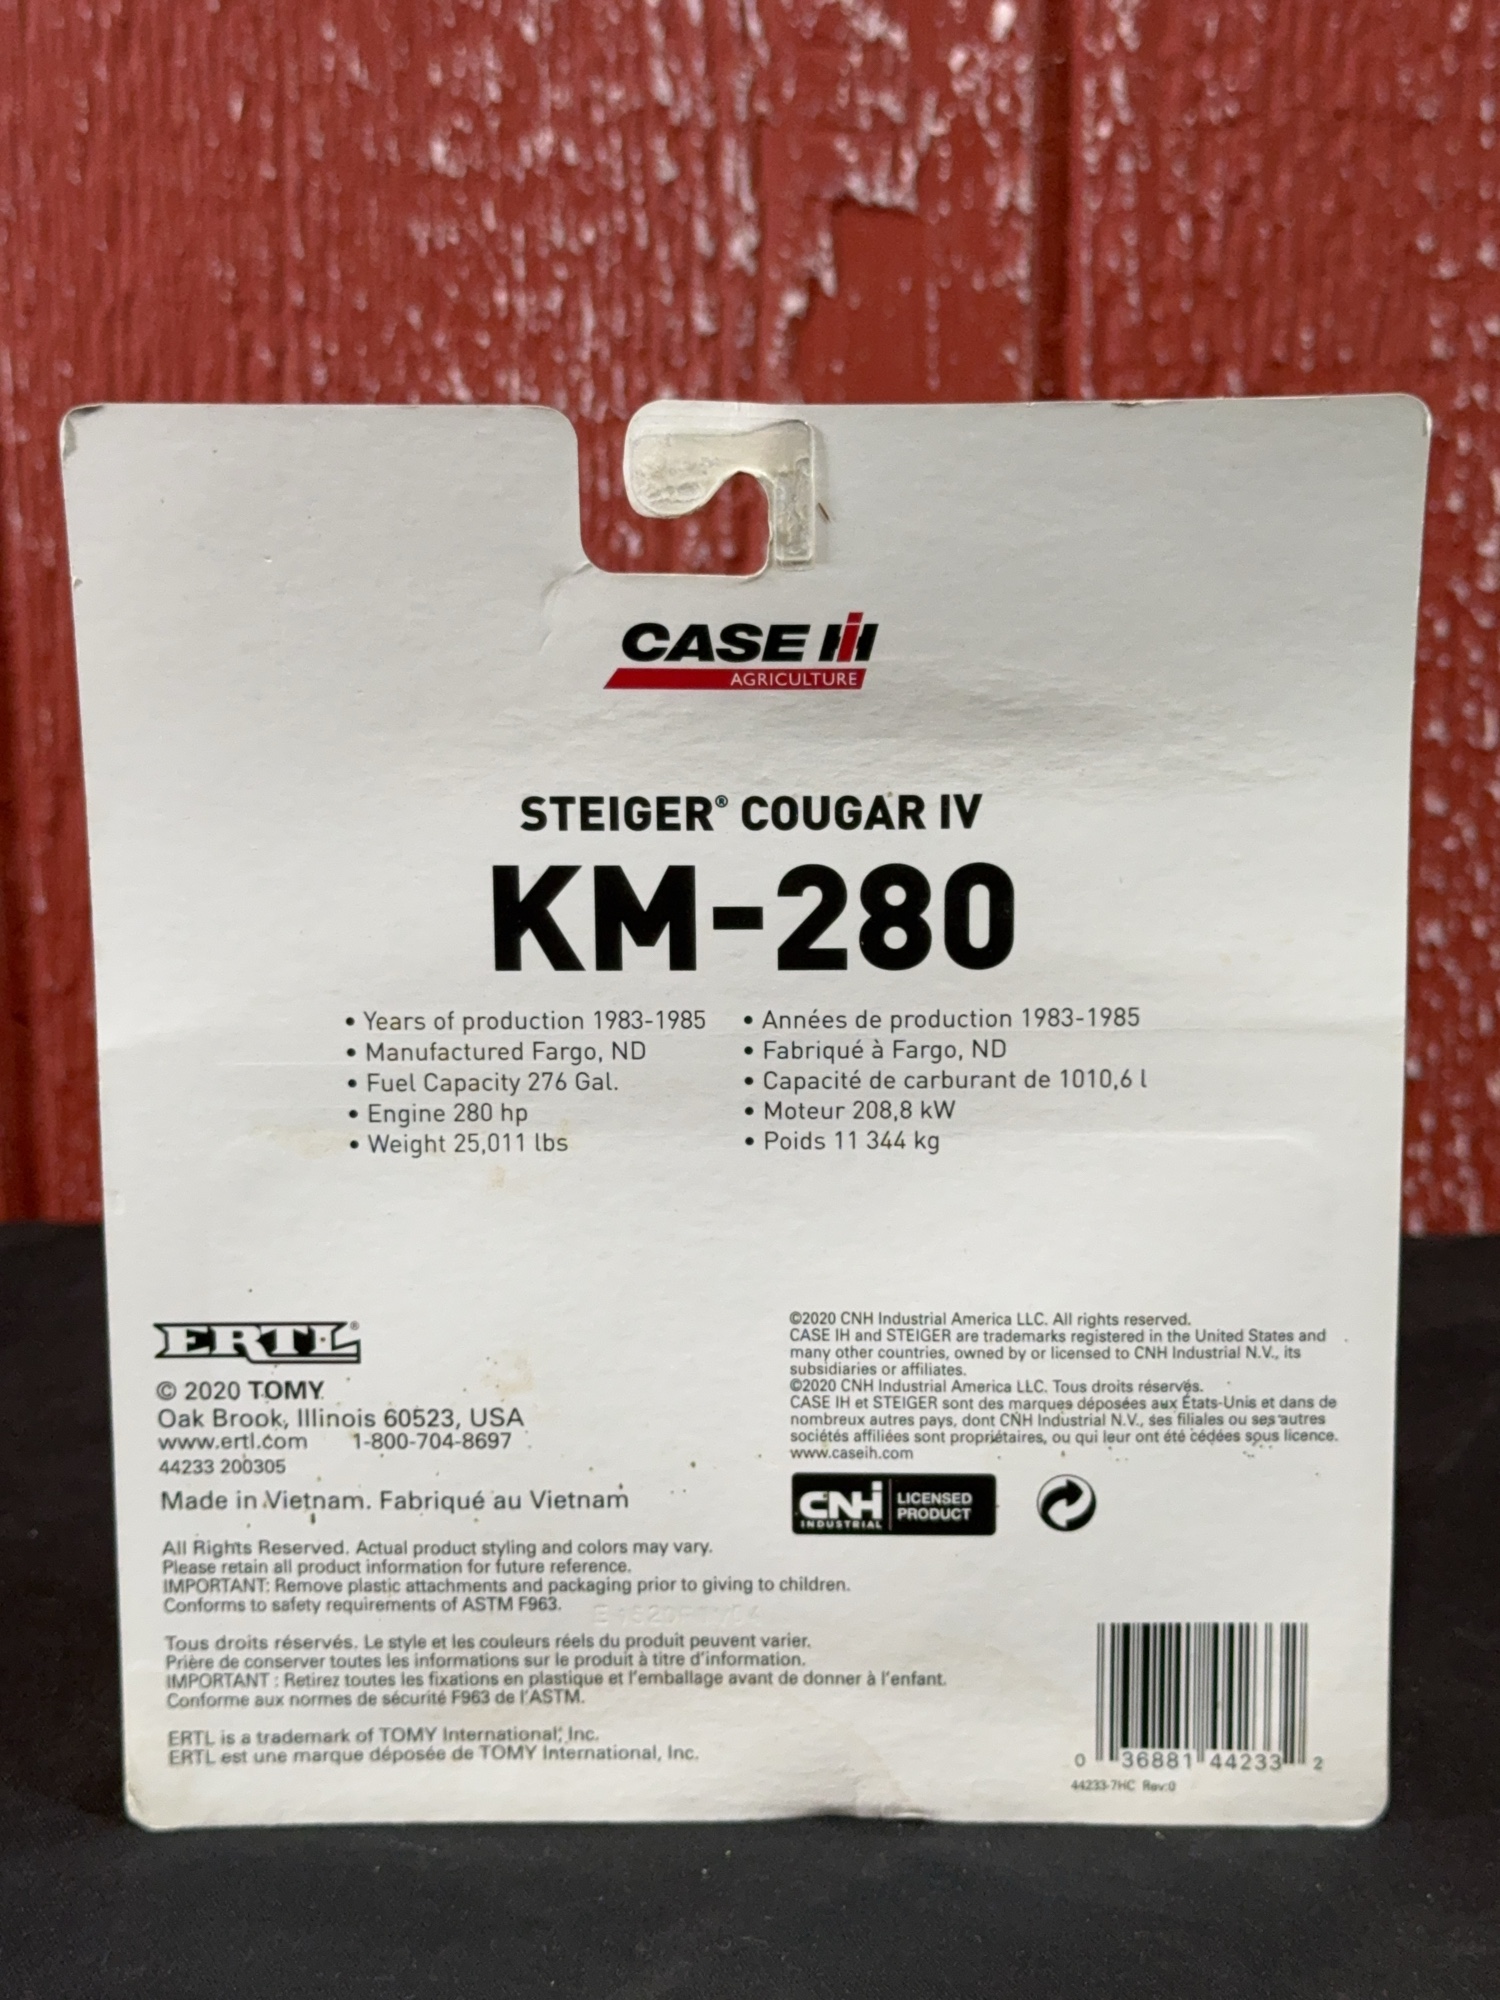 CASE IH
AGRICULTURE
STEIGER® COUGAR IV
KM-280
• Years of production 1983-1985
• Manufactured Fargo, ND
• Fuel Capacity 276 Gal.
• Engine 280 hp
• Weight 25,011 lbs
• Années de production 1983-1985
• Fabriqué à Fargo, ND
• Capacité de carburant de 1010,6 l
• Moteur 208,8 kW
• Poids 11 344 kg
ERTL®
© 2020 TOMY
Oak Brook, Illinois 60523, USA
www.ertl.com 1-800-704-8697
44233 200305
Made in Vietnam. Fabriqué au Vietnam
All Rights Reserved. Actual product styling and colors may vary.
Please retain all product information for future reference.
IMPORTANT: Remove plastic attachments and packaging prior to giving to children.
Conforms to safety requirements of ASTM F963.
Tous droits réservés. Le style et les couleurs réels du produit peuvent varier.
Prière de conserver toutes les informations sur le produit à titre d'information.
IMPORTANT : Retirez toutes les fixations en plastique et l'emballage avant de donner à l'enfant.
Conforme aux normes de sécurité F963 de l'ASTM.
ERTL is a trademark of TOMY International, Inc.
ERTL est une marque déposée de TOMY International, Inc.
©2020 CNH Industrial America LLC. All rights reserved.
CASE IH and STEIGER are trademarks registered in the United States and
many other countries, owned by or licensed to CNH Industrial N.V., its
subsidiaries or affiliates.
©2020 CNH Industrial America LLC. Tous droits réservés.
CASE IH et STEIGER sont des marques déposées aux États-Unis et dans de
nombreux autres pays, dont CNH Industrial N.V., ses filiales ou ses autres
sociétés affiliées sont propriétaires, ou qui leur ont été cédées sous licence.
www.caseih.com
CNH
INDUSTRIAL
LICENSED
PRODUCT
0 36881 44233 2
44233-7HC Rev:0